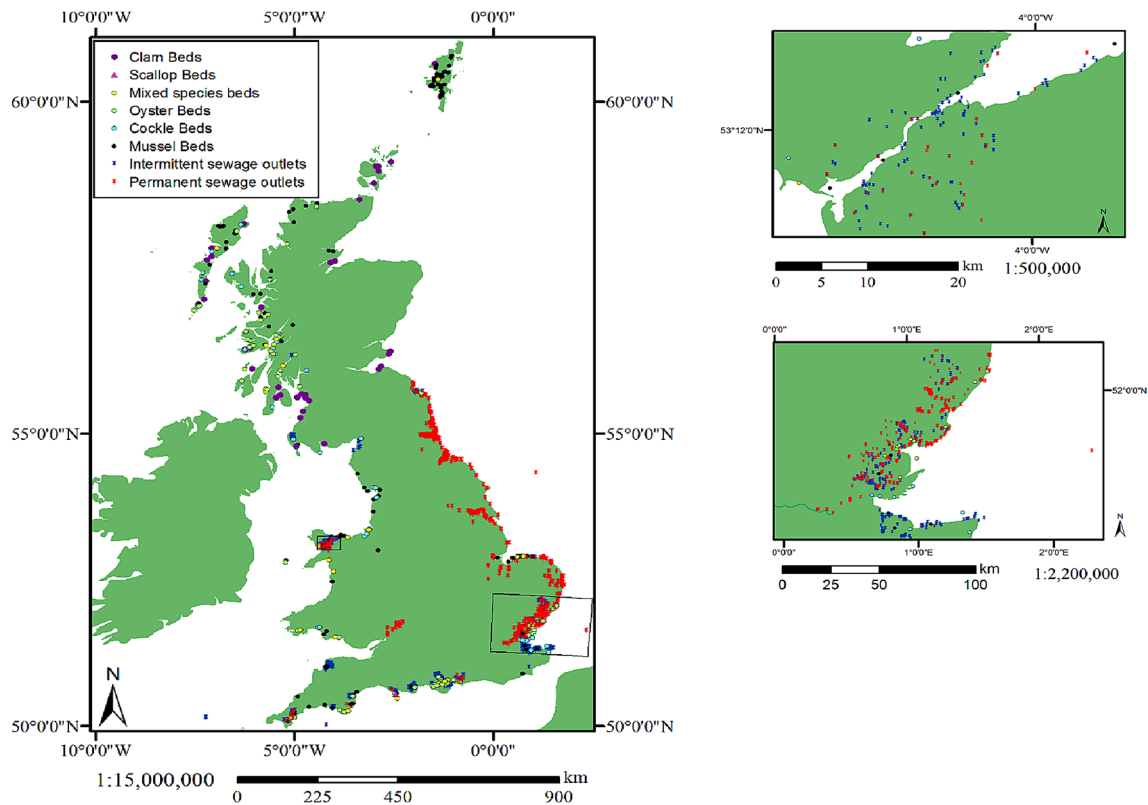 10°0'0"W 5°0'0"W 0°0'0"
Clam Beds
Scallop Beds
Mixed species beds
Oyster Beds
Cockle Beds
Mussel Beds
Intermittent sewage outlets
Permanent sewage outlets
60°0'0"N 60°0'0"N
55°0'0"N 55°0'0"N
50°0'0"N 50°0'0"N
N
10°0'0"W 5°0'0"W 0°0'0"
1:15,000,000
km
0 225 450 900
4°0'0"W
53°12'0"N
N
4°0'0"W
km
0 5 10 20
1:500,000
0°0'0" 1°0'0"E 2°0'0"E
52°0'0"N
N
0°0'0" 1°0'0"E 2°0'0"E
km
0 25 50 100
1:2,200,000